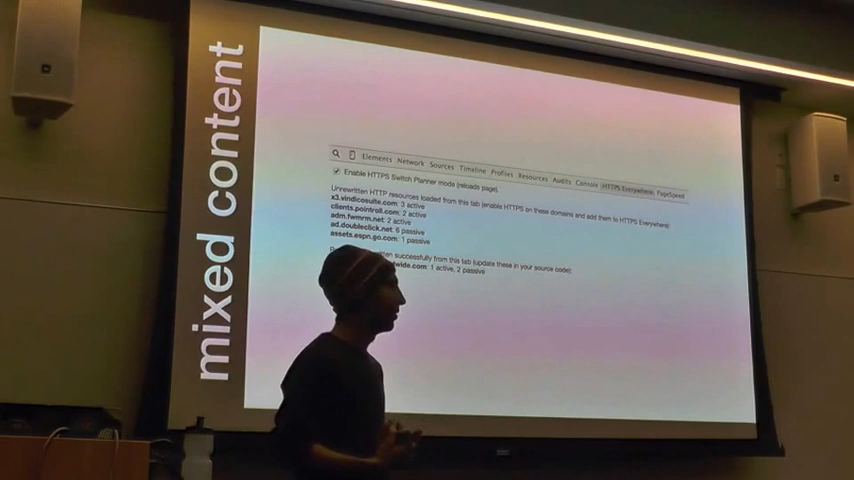 mixed content
Elements Network Sources Timeline Profiles Resources Audits Console HTTPS Everywhere PageSpeed
Enable HTTPS Switch Planner mode (reloads page).
Unrewritten HTTP resources loaded from this tab (enable HTTPS on these domains and add them to HTTPS Everywhere)
x3.vindicosuite.com: 3 active
clients.pointroll.com: 2 active
adm.fwmrm.net: 2 active
ad.doubleclick.net: 6 passive
assets.espn.go.com: 1 passive
successfully from this tab (update these in your source code)
1 active, 2 passive